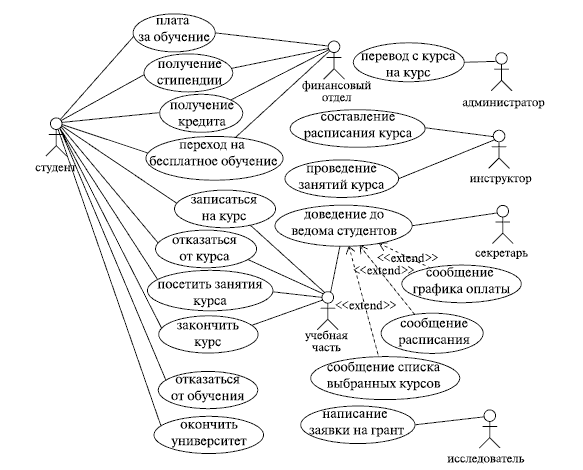 плата
за обучение
получение
стипендии
получение
кредита
переход на
бесплатное обучение
студент
финансовый
отдел
перевод с курса
на курс
администратор
составление
расписания курса
проведение
занятий курса
инструктор
записаться
на курс
доведение до
ведома студентов
секретарь
отказаться
от курса
<<extend>>
<<extend>>
сообщение
графика оплаты
посетить занятия
курса
<<extend>>
закончить
курс
учебная
часть
сообщение
расписания
сообщение списка
выбранных курсов
отказаться
от обучения
написание
заявки на грант
окончить
университет
исследователь